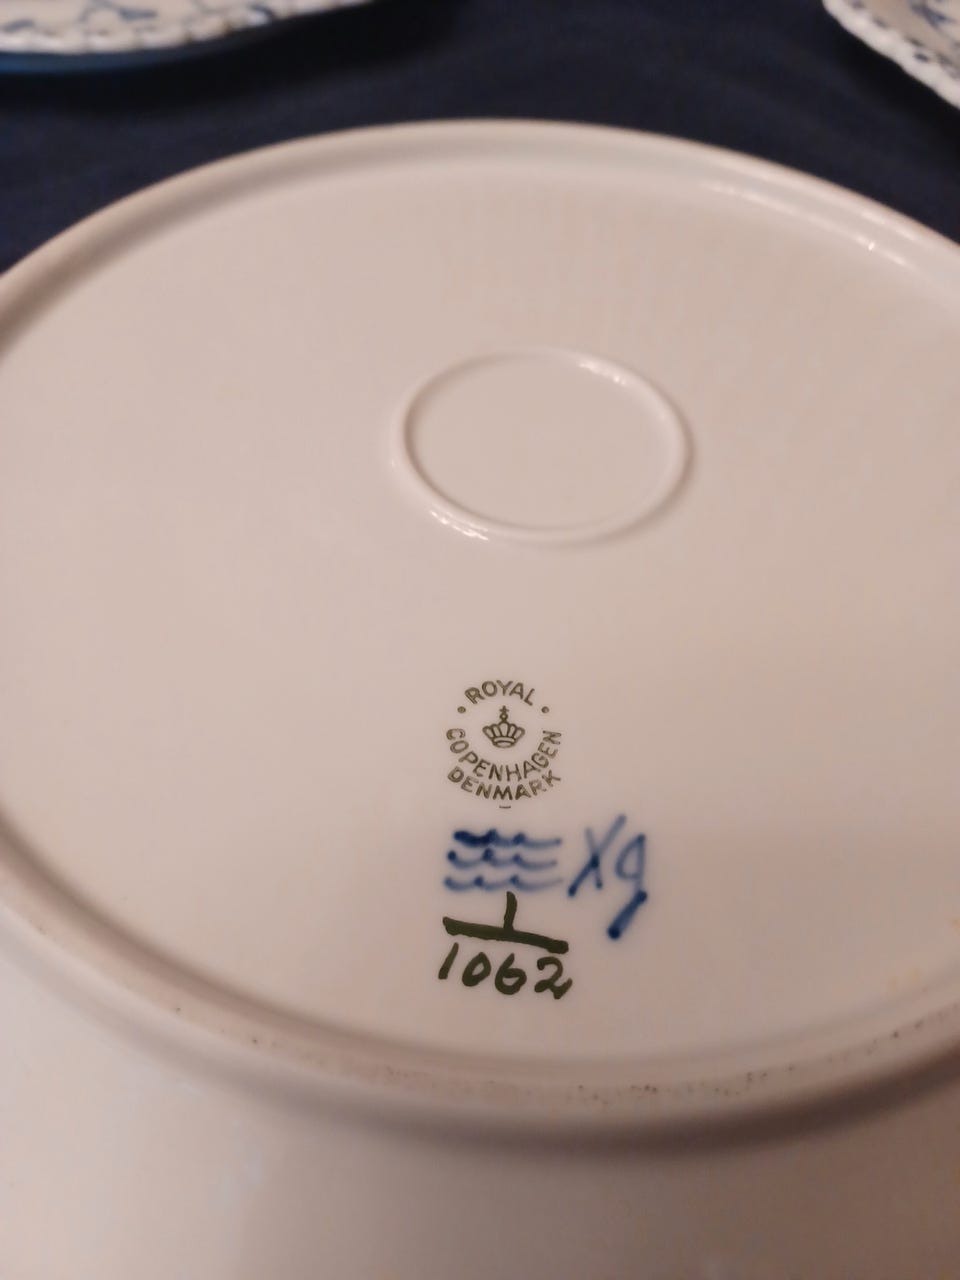 ROYAL
COPENHAGEN
DENMARK
Xg
1
1062